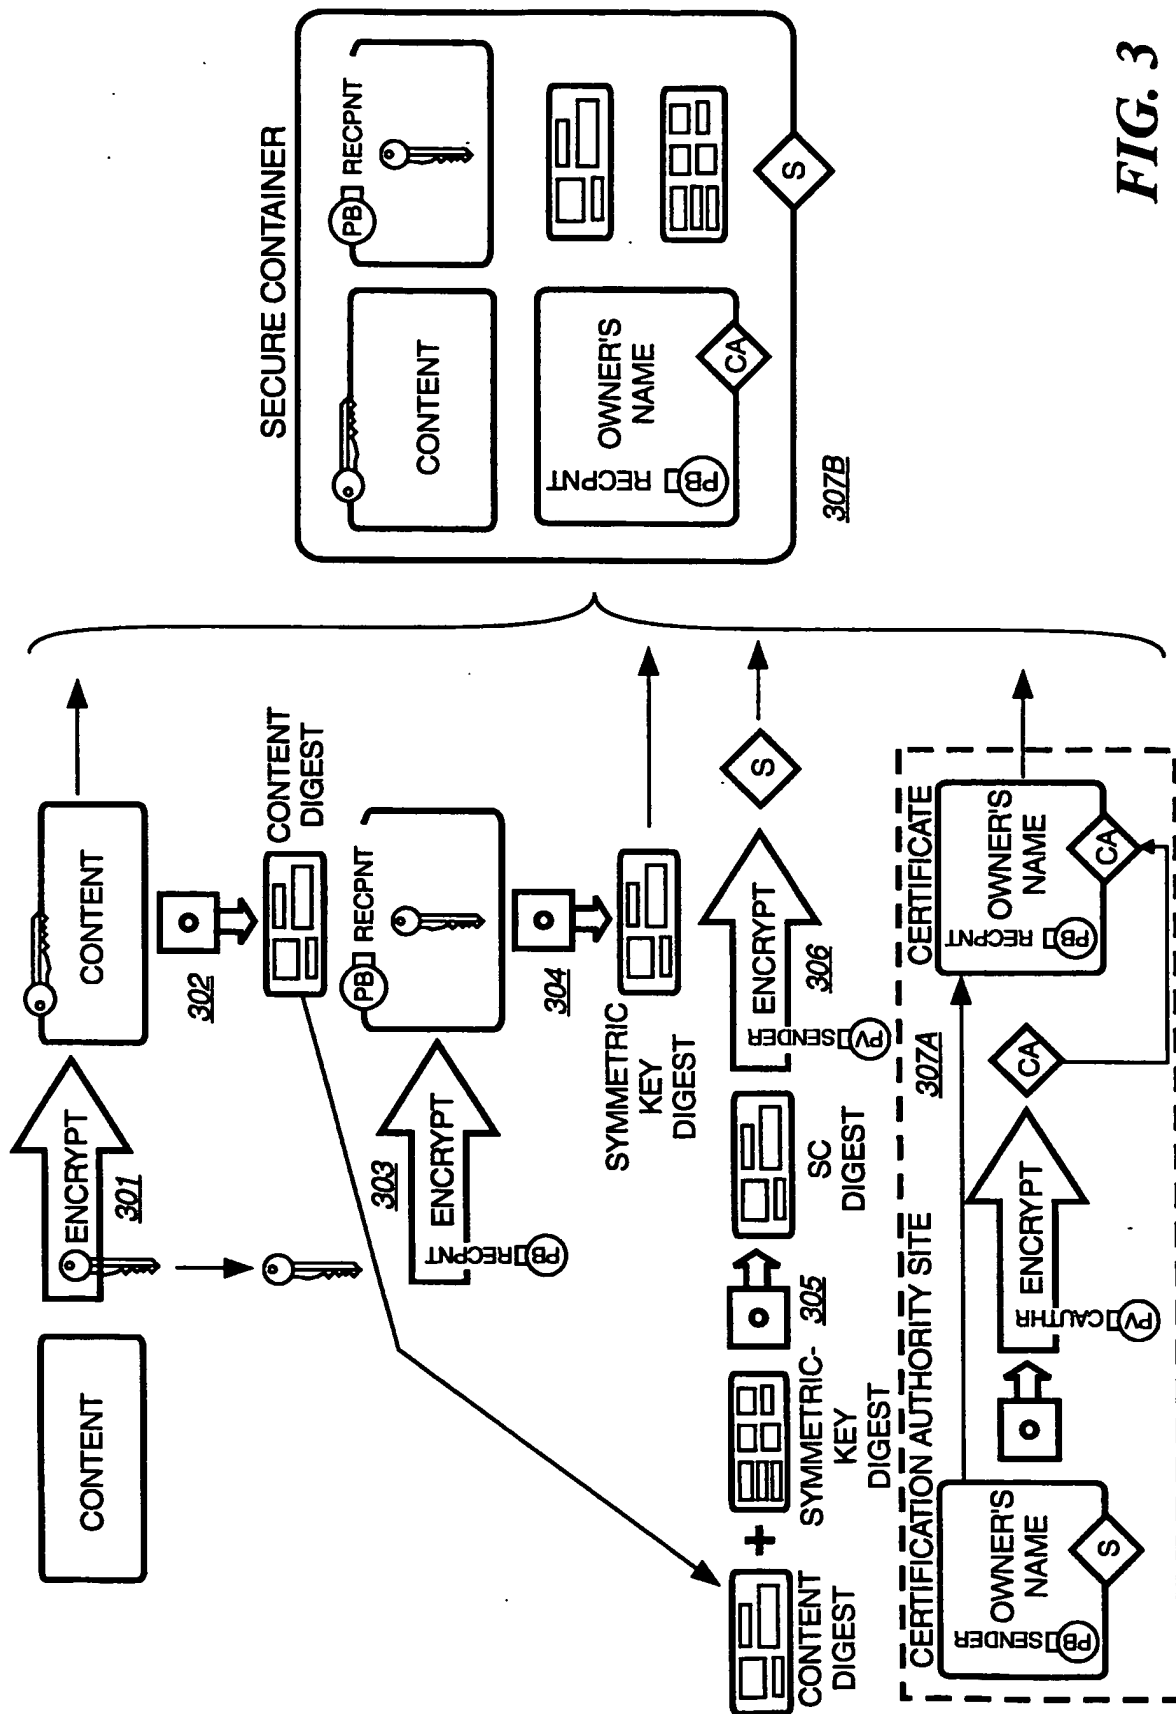 CONTENT
ENCRYPT
301
CONTENT
302
CONTENT
DIGEST
303
ENCRYPT
PB RECPNT
PB RECPNT
304
SYMMETRIC
KEY
DIGEST
CONTENT
DIGEST
+
SYMMETRIC-
KEY
DIGEST
305
SC
DIGEST
ENCRYPT
PV SENDER
306
S
CERTIFICATION AUTHORITY SITE
307A
CERTIFICATE
PB SENDER
OWNER'S
NAME
S
ENCRYPT
PV CAUTHR
CA
PB RECPNT
OWNER'S
NAME
CA
SECURE CONTAINER
CONTENT
PB RECPNT
PB RECPNT
OWNER'S
NAME
CA
S
307B
FIG. 3